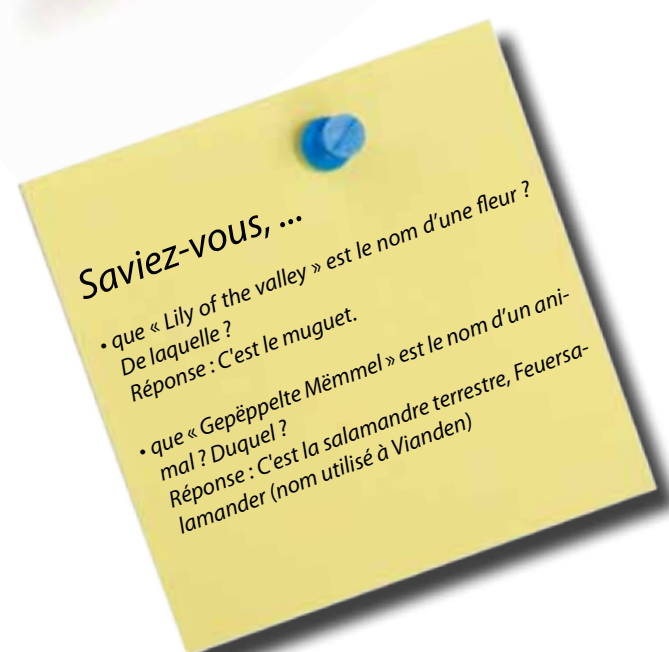 Saviez-vous, ...
• que « Lily of the valley » est le nom d'une fleur ?
De laquelle ?
Réponse : C'est le muguet.
• que « Gepëppelte Mëmmel » est le nom d'un ani-
mal ? Duquel ?
Réponse : C'est la salamandre terrestre, Feuersa-
lamander (nom utilisé à Vianden)